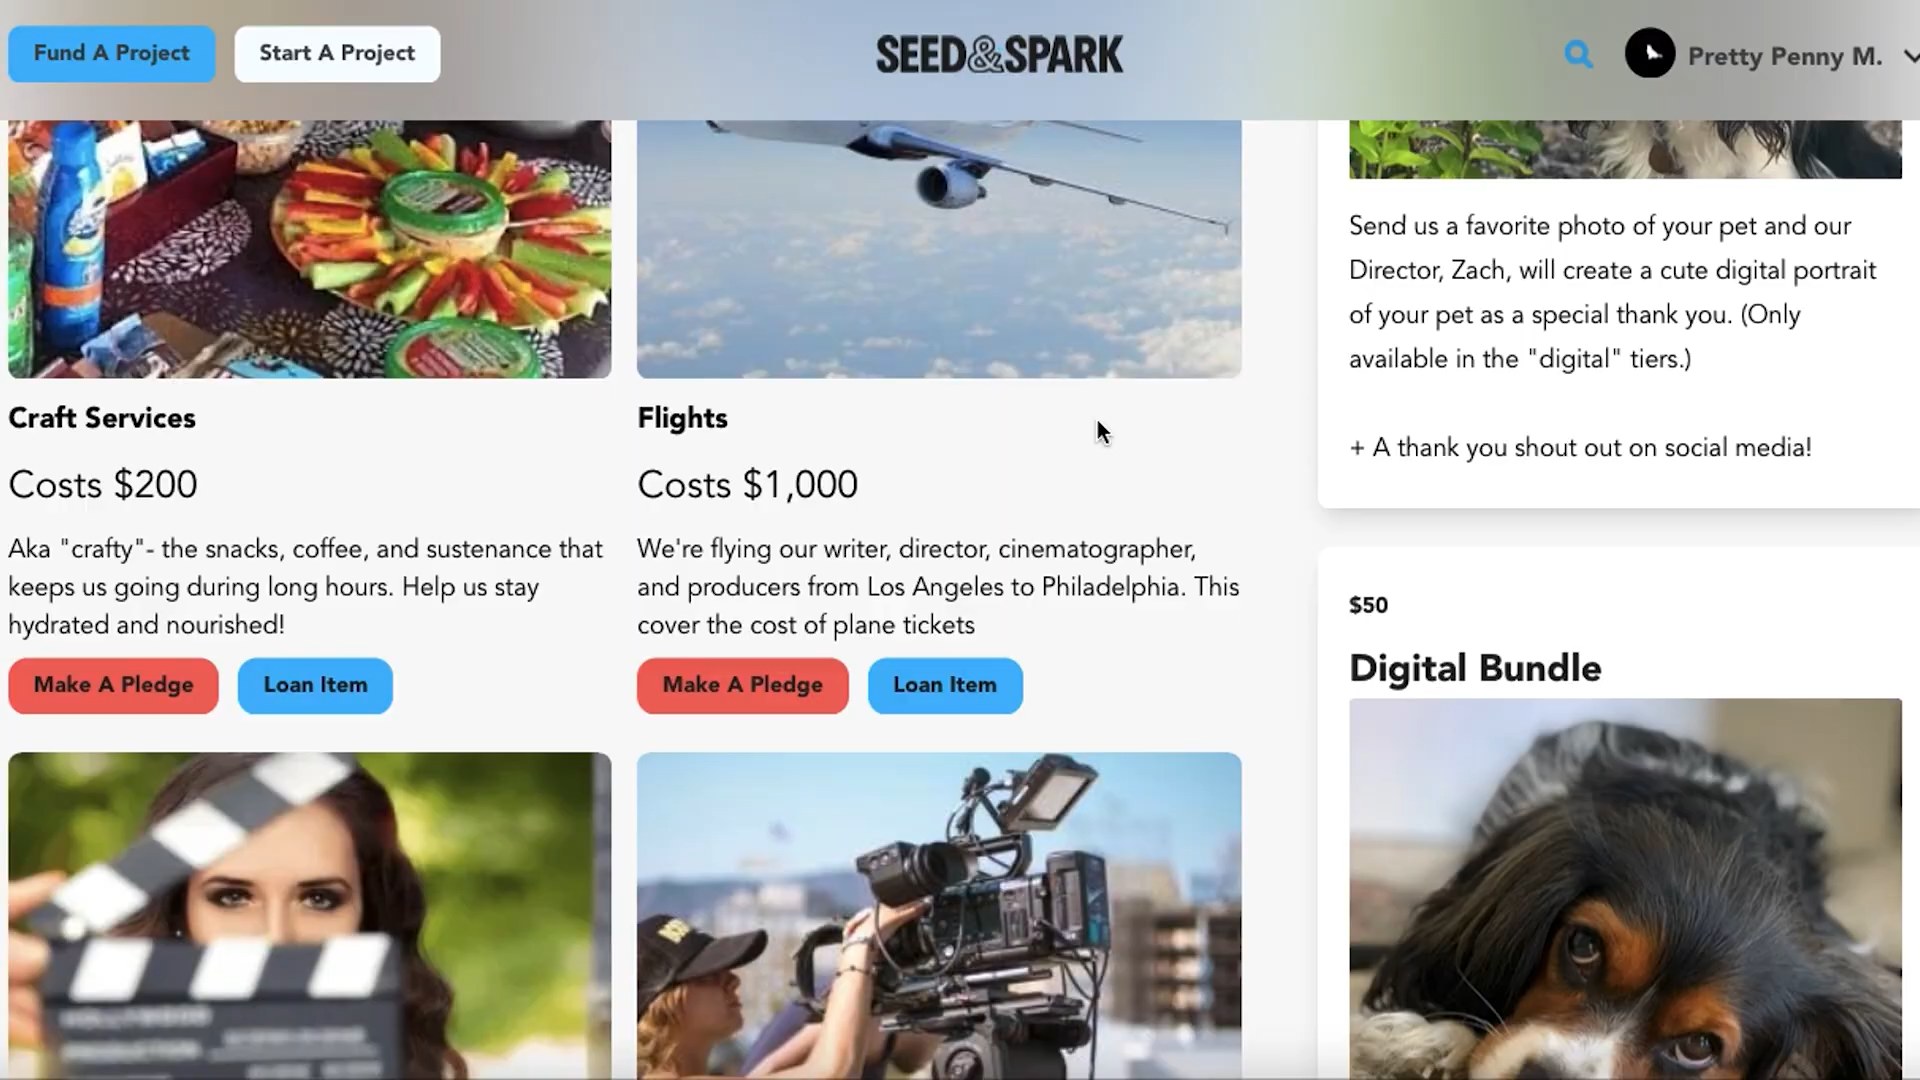 Fund A Project
Start A Project
SEED&SPARK
Pretty Penny M.
Craft Services
Costs $200
Aka "crafty"- the snacks, coffee, and sustenance that
keeps us going during long hours. Help us stay
hydrated and nourished!
Make A Pledge
Loan Item
Flights
Costs $1,000
We're flying our writer, director, cinematographer,
and producers from Los Angeles to Philadelphia. This
cover the cost of plane tickets
Make A Pledge
Loan Item
HOLLYWOOD
PRODUCTION
Send us a favorite photo of your pet and our
Director, Zach, will create a cute digital portrait
of your pet as a special thank you. (Only
available in the "digital" tiers.)
+ A thank you shout out on social media!
$50
Digital Bundle